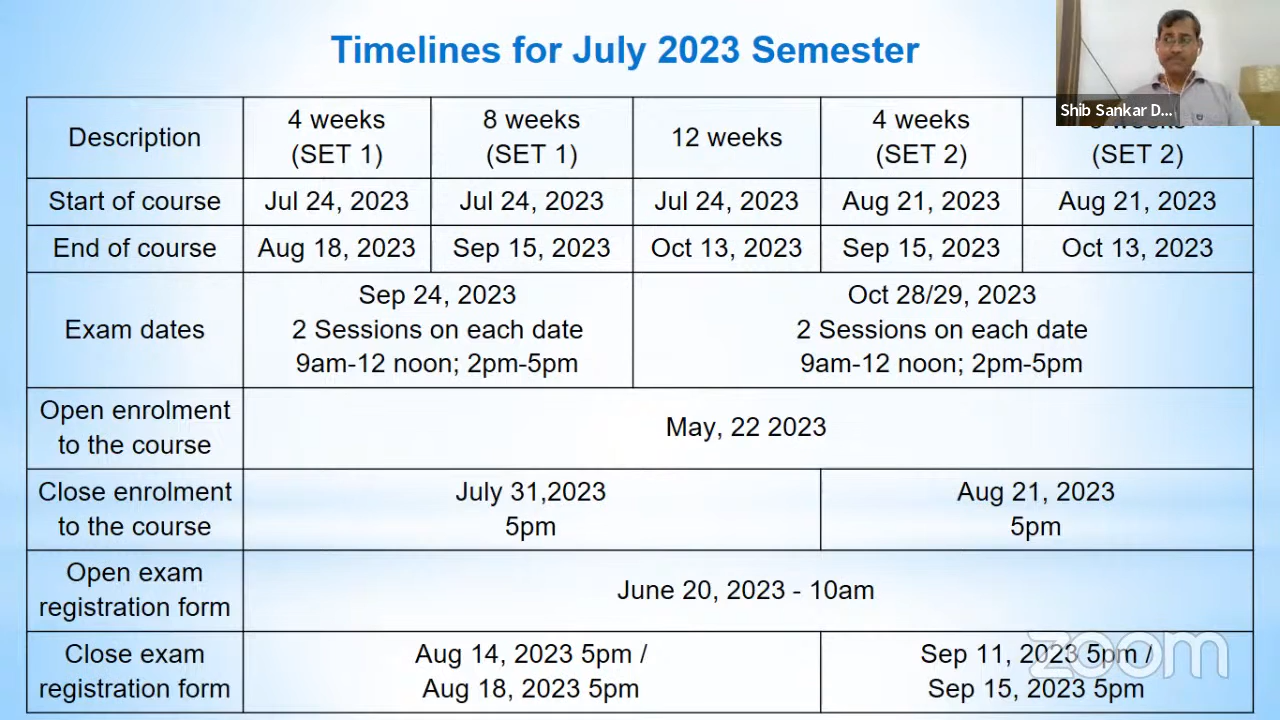 Timelines for July 2023 Semester
Shib Sankar D...
Description
4 weeks
(SET 1)
8 weeks
(SET 1)
12 weeks
4 weeks
(SET 2)
weeks
(SET 2)
Start of course
Jul 24, 2023
Jul 24, 2023
Jul 24, 2023
Aug 21, 2023
Aug 21, 2023
End of course
Aug 18, 2023
Sep 15, 2023
Oct 13, 2023
Sep 15, 2023
Oct 13, 2023
Exam dates
Sep 24, 2023
2 Sessions on each date
9am-12 noon; 2pm-5pm
Oct 28/29, 2023
2 Sessions on each date
9am-12 noon; 2pm-5pm
Open enrolment
to the course
May, 22 2023
Close enrolment
to the course
July 31,2023
5pm
Aug 21, 2023
5pm
Open exam
registration form
June 20, 2023 - 10am
Close exam
registration form
Aug 14, 2023 5pm /
Aug 18, 2023 5pm
Sep 11, 2023 5pm /
Sep 15, 2023 5pm
zoom